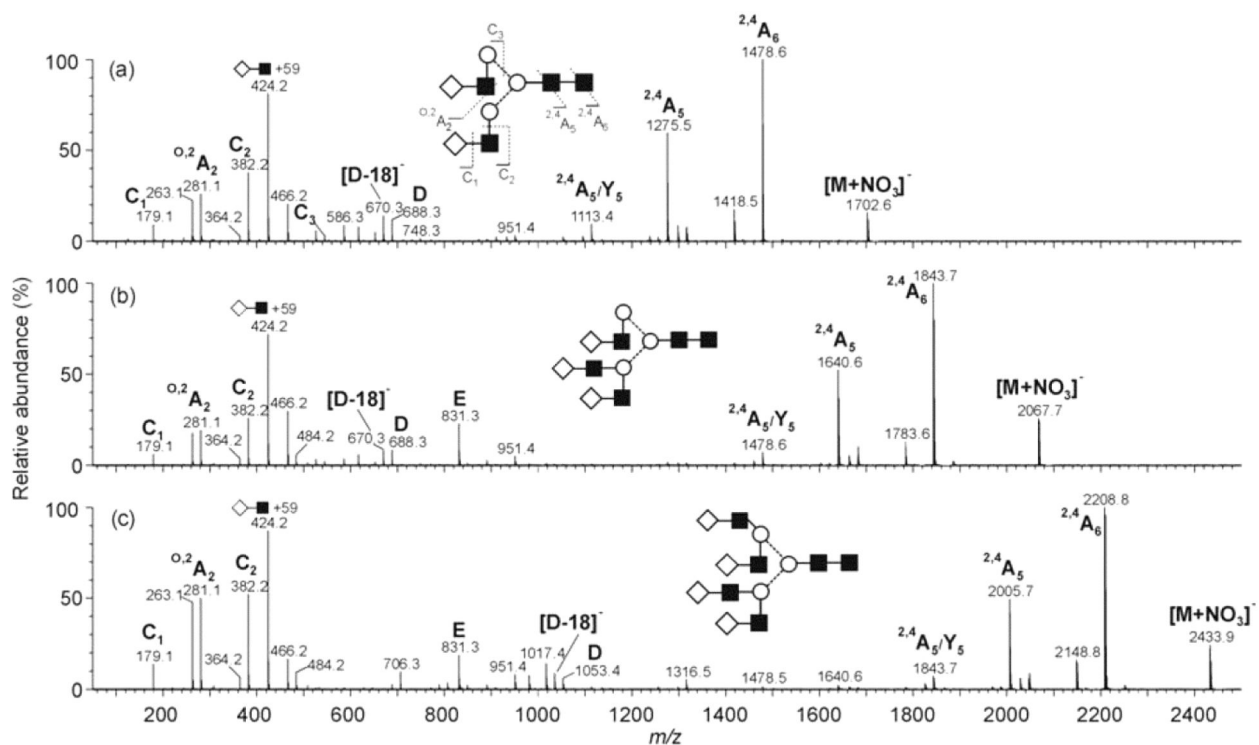 Relative abundance (%)
(a)
100
50
0
C1
179.1
263.1
O,2A2
281.1
364.2
C2
382.2
+59
424.2
466.2
C3
586.3
[D-18]-
670.3
D
688.3
748.3
951.4
2,4A5/Y5
1113.4
2,4A5
1275.5
1418.5
2,4A6
1478.6
[M+NO3]-
1702.6
C3
O,2A2
C1
C2
2,4A5
2,4A6
(b)
100
50
0
C1
179.1
O,2A2
281.1
364.2
C2
382.2
+59
424.2
466.2
484.2
[D-18]-
670.3
D
688.3
E
831.3
951.4
2,4A5/Y5
1478.6
2,4A5
1640.6
1783.6
2,4A6
1843.7
[M+NO3]-
2067.7
(c)
100
50
0
C1
179.1
263.1
O,2A2
281.1
364.2
C2
382.2
+59
424.2
466.2
484.2
706.3
E
831.3
951.4
1017.4
[D-18]-
D
1053.4
1316.5
1478.5
1640.6
2,4A5/Y5
1843.7
2,4A5
2005.7
2148.8
2,4A6
2208.8
[M+NO3]-
2433.9
200 400 600 800 1000 1200 1400 1600 1800 2000 2200 2400
m/z